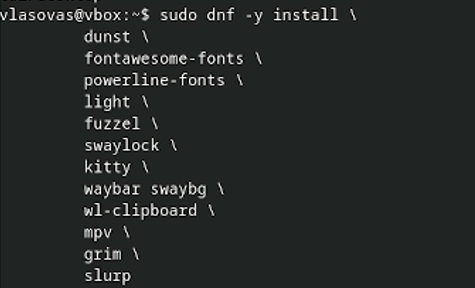 vlasovas@vbox:~$ sudo dnf -y install \
dunst \
fontawesome-fonts \
powerline-fonts \
light \
fuzzel \
swaylock \
kitty \
waybar swaybg \
wl-clipboard \
mpv \
grim \
slurp